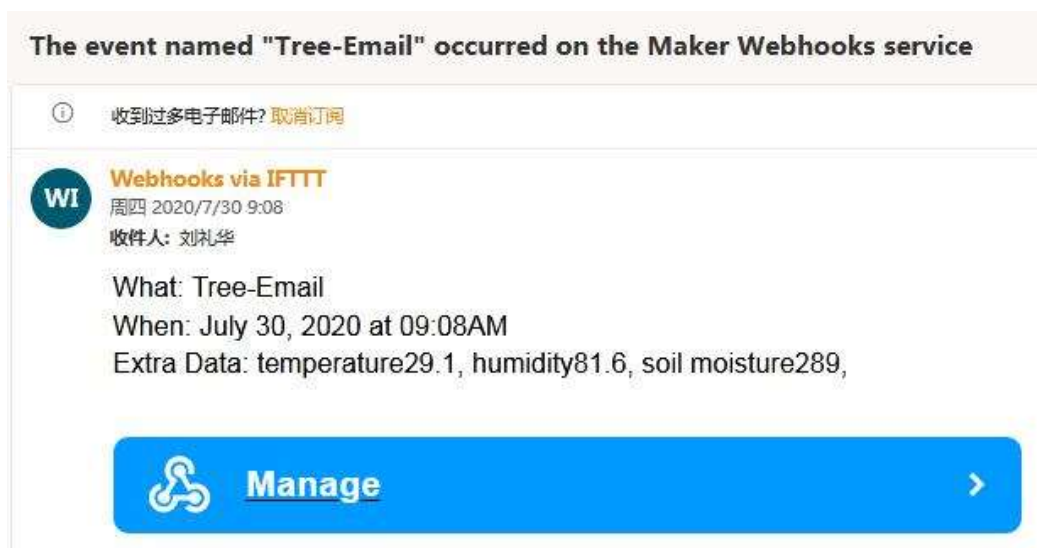 The event named "Tree-Email" occurred on the Maker Webhooks service
收到过多电子邮件? 取消订阅
WI
Webhooks via IFTTT
周四 2020/7/30 9:08
收件人: 刘礼华
What: Tree-Email
When: July 30, 2020 at 09:08AM
Extra Data: temperature29.1, humidity81.6, soil moisture289,
Manage